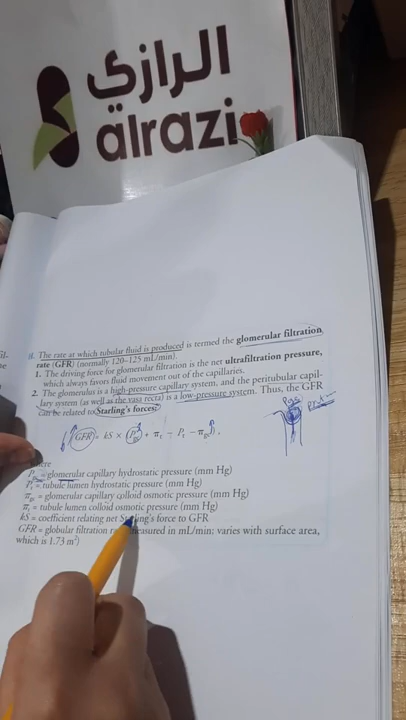 الرازي
alrazi
The rate at which tubular fluid is produced is termed the glomerular filtration
rate (GFR) (normally 120–125 mL/min).
1. The driving force for glomerular filtration is the net ultrafiltration pressure,
which always favors fluid movement out of the capillaries.
2. The glomerulus is a high-pressure capillary system, and the peritubular capil-
lary system (as well as the vasa recta) is a low-pressure system. Thus, the GFR
can be related to Starling's forces:
Pgs
GFR = kS × (Pgc + πt − Pt − πgc),
Pgc = glomerular capillary hydrostatic pressure (mm Hg)
Pt = tubule lumen hydrostatic pressure (mm Hg)
πgc = glomerular capillary colloid osmotic pressure (mm Hg)
πt = tubule lumen colloid osmotic pressure (mm Hg)
kS = coefficient relating net Starling's force to GFR
GFR = globular filtration measured in mL/min; varies with surface area,
which is 1.73 m²)